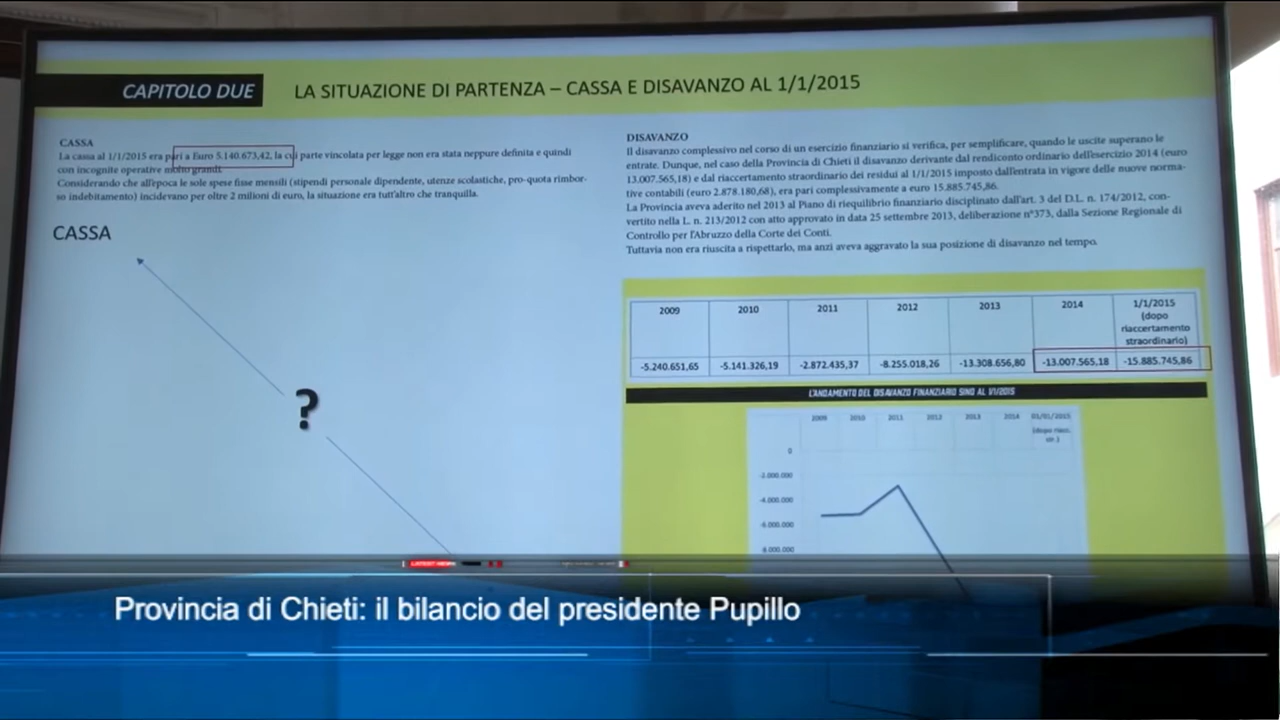 CAPITOLO DUE
LA SITUAZIONE DI PARTENZA – CASSA E DISAVANZO AL 1/1/2015
CASSA
La cassa al 1/1/2015 era pari a Euro 5.140.673,42, la cui parte vincolata per legge non era stata neppure definita e quindi
con incognite operative molto grandi.
Considerando che all'epoca le sole spese fisse mensili (stipendi personale dipendente, utenze scolastiche, pro-quota rimbor-
so indebitamento) incidevano per oltre 2 milioni di euro, la situazione era tutt'altro che tranquilla.
CASSA
?
DISAVANZO
Il disavanzo complessivo nel corso di un esercizio finanziario si verifica, per semplificare, quando le uscite superano le
entrate. Dunque, nel caso della Provincia di Chieti il disavanzo derivante dal rendiconto ordinario dell'esercizio 2014 (euro
13.007.565,18) e dal riaccertamento straordinario dei residui al 1/1/2015 imposto dall'entrata in vigore delle nuove norma-
tive contabili (euro 2.878.180,68), era pari complessivamente a euro 15.885.745,86.
La Provincia aveva aderito nel 2013 al Piano di riequilibrio finanziario disciplinato dall'art. 3 del D.L. n. 174/2012, con-
vertito nella L. n. 213/2012 con atto approvato in data 25 settembre 2013, deliberazione n°373, dalla Sezione Regionale di
Controllo per l'Abruzzo della Corte dei Conti.
Tuttavia non era riuscita a rispettarlo, ma anzi aveva aggravato la sua posizione di disavanzo nel tempo.
2009 2010 2011 2012 2013 2014 1/1/2015
(dopo
riaccertamento
straordinario)
-5.240.651,65 -5.141.326,19 -2.872.435,37 -8.255.018,26 -13.308.656,80 -13.007.565,18 -15.885.745,86
L'ANDAMENTO DEL DISAVANZO FINANZIARIO SINO AL 1/1/2015
2009 2010 2011 2012 2013 2014 01/01/2015
(dopo riacc.
str.)
0
-2.000.000
-4.000.000
-6.000.000
-8.000.000
LATEST NEWS
Provincia di Chieti: il bilancio del presidente Pupillo